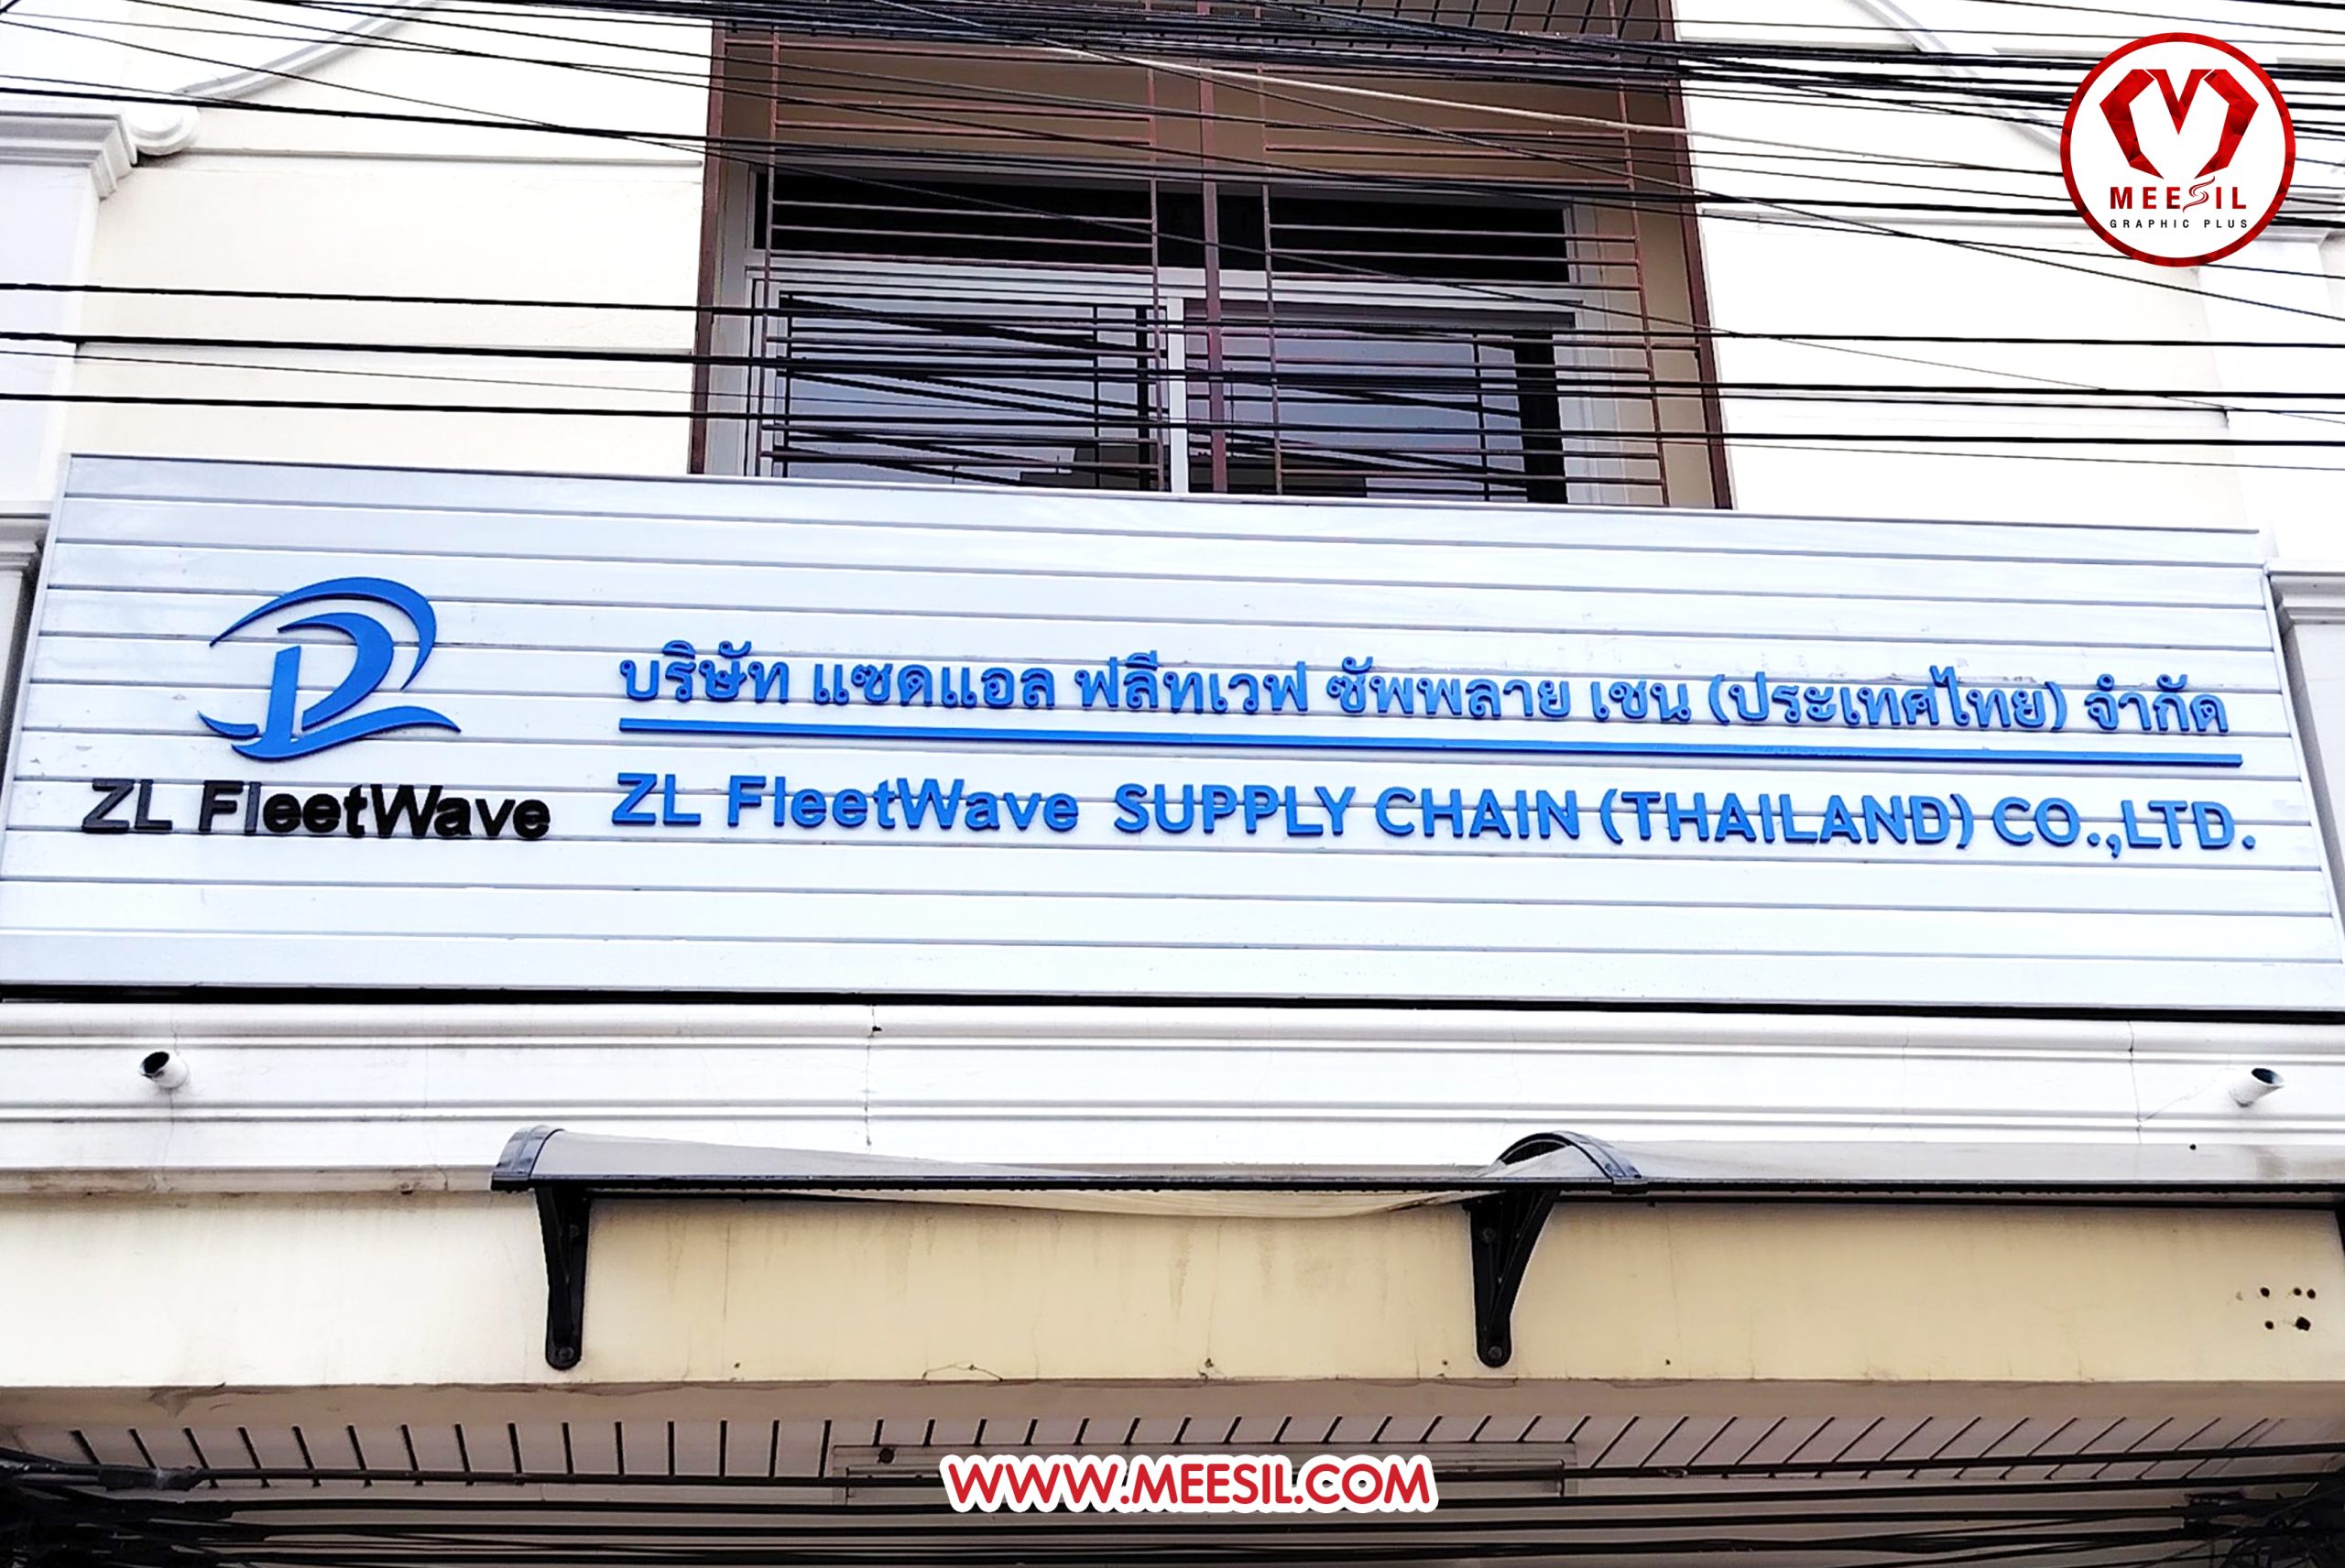 MEESIL
GRAPHIC PLUS
บริษัท แซดแอล ฟลีทเวฟ ซัพพลาย เชน (ประเทศไทย) จำกัด
ZL FleetWave
ZL FleetWave SUPPLY CHAIN (THAILAND) CO.,LTD.
WWW.MEESIL.COM